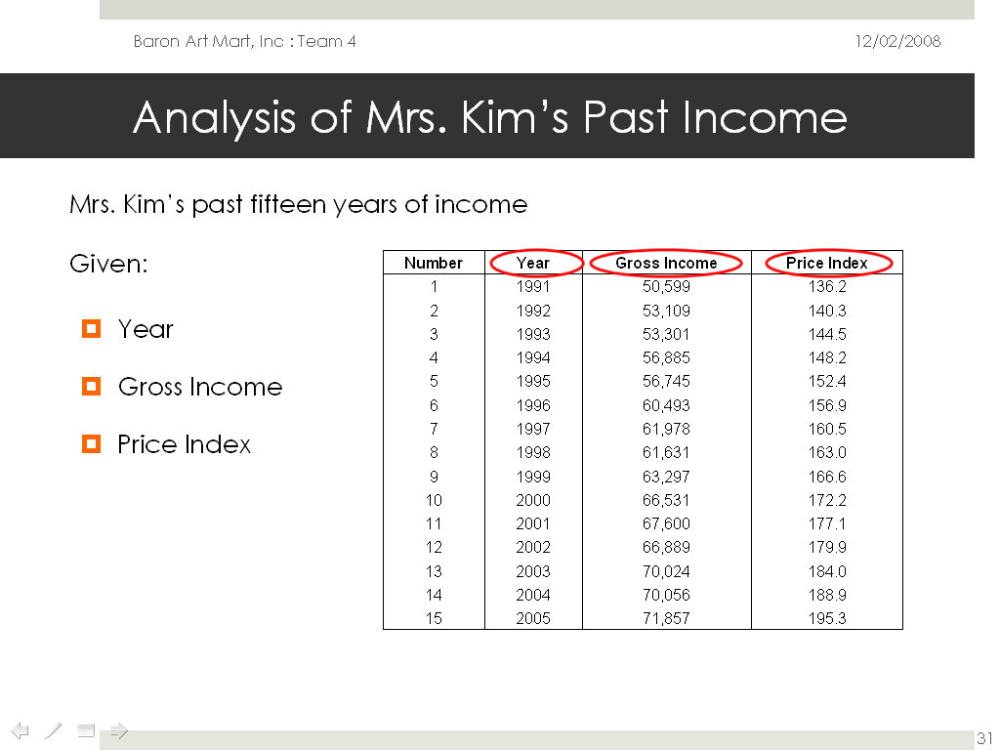 Baron Art Mart, Inc : Team 4 12/02/2008
Analysis of Mrs. Kim's Past Income
Mrs. Kim's past fifteen years of income
Given:
Year
Gross Income
Price Index
Number Year Gross Income Price Index
1 1991 50,599 136.2
2 1992 53,109 140.3
3 1993 53,301 144.5
4 1994 56,885 148.2
5 1995 56,745 152.4
6 1996 60,493 156.9
7 1997 61,978 160.5
8 1998 61,631 163.0
9 1999 63,297 166.6
10 2000 66,531 172.2
11 2001 67,600 177.1
12 2002 66,889 179.9
13 2003 70,024 184.0
14 2004 70,056 188.9
15 2005 71,857 195.3
31